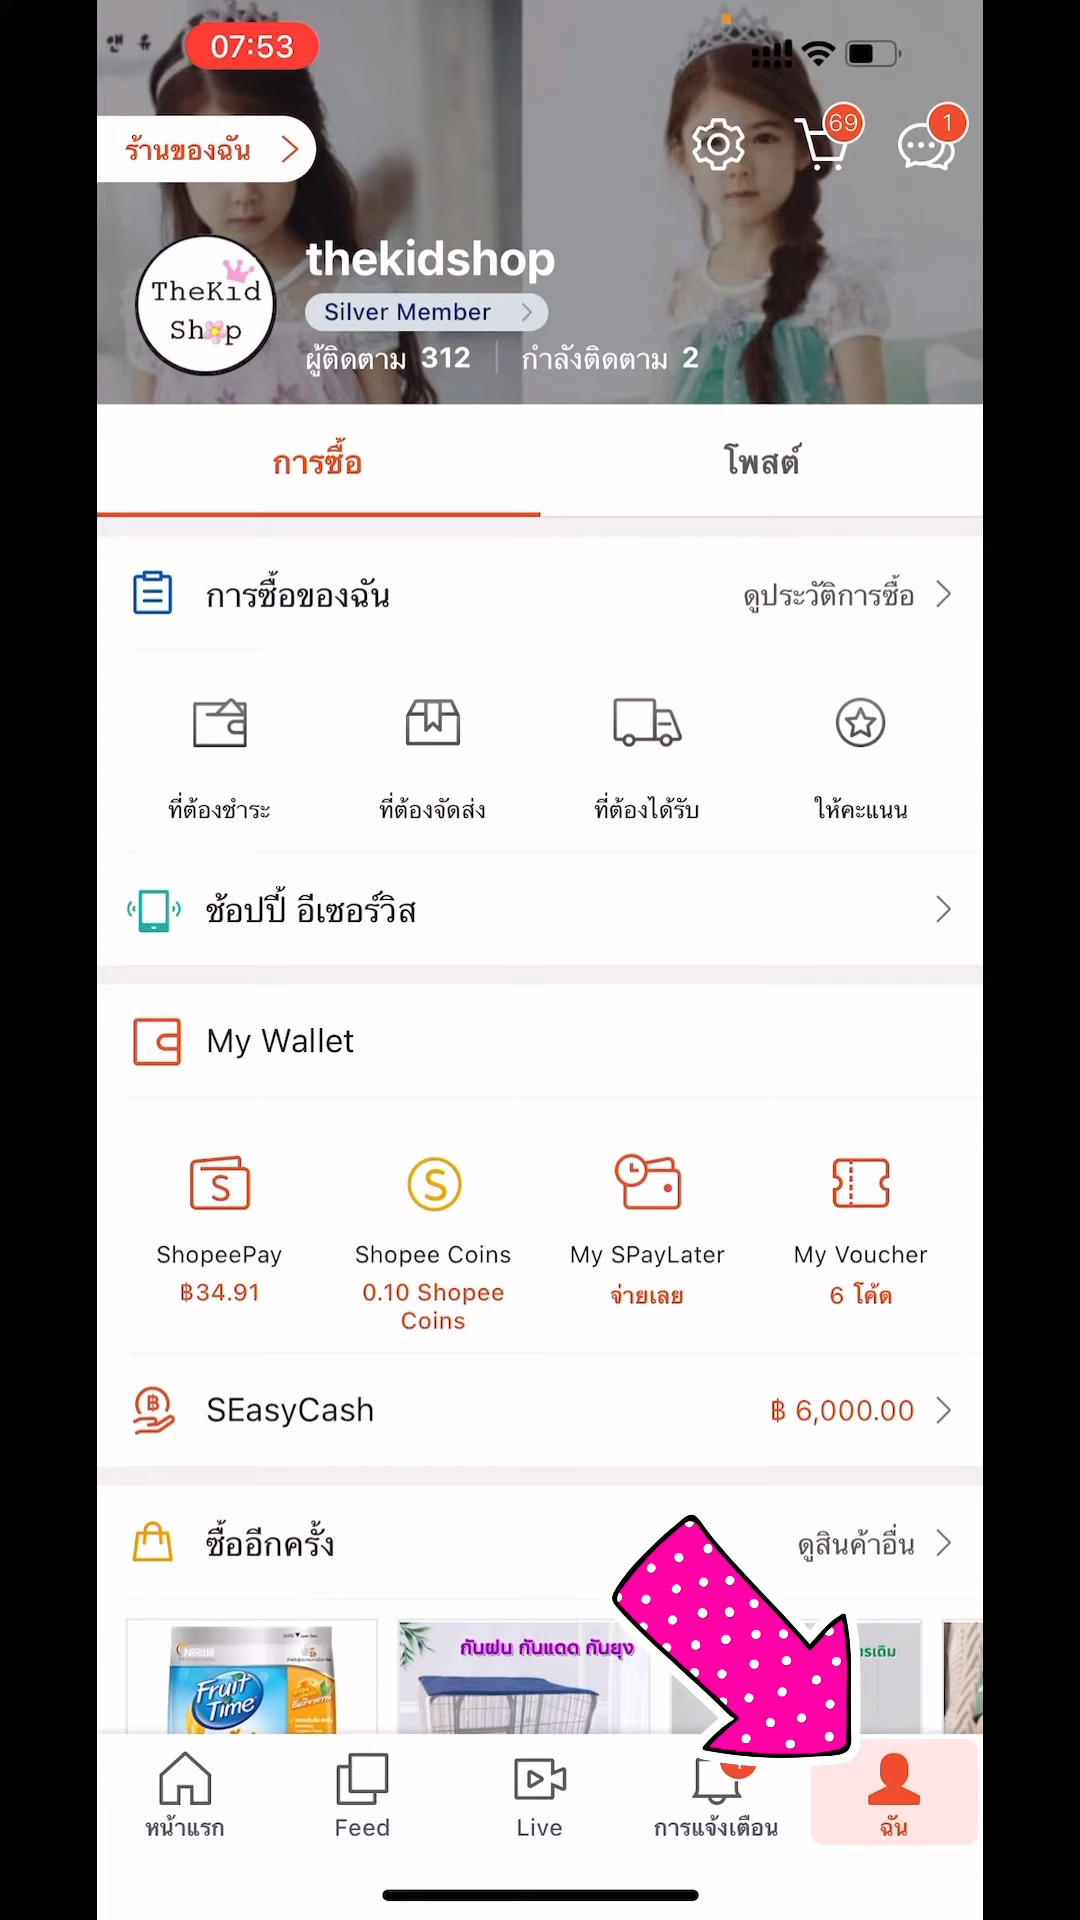 앤 유
07:53
ร้านของฉัน
69
1
TheKid
Shop
thekidshop
Silver Member
ผู้ติดตาม 312
กำลังติดตาม 2
การซื้อ
โพสต์
การซื้อของฉัน
ดูประวัติการซื้อ
ที่ต้องชำระ
ที่ต้องจัดส่ง
ที่ต้องได้รับ
ให้คะแนน
ช้อปปี้ อีเซอร์วิส
My Wallet
ShopeePay
฿34.91
Shopee Coins
0.10 Shopee
Coins
My SPayLater
จ่ายเลย
My Voucher
6 โค้ด
SEasyCash
฿ 6,000.00
ซื้ออีกครั้ง
ดูสินค้าอื่น
Nestlé
Fruit
Time
กันฝน กันแดด กันยุง
หน้าแรก
Feed
Live
การแจ้งเตือน
ฉัน